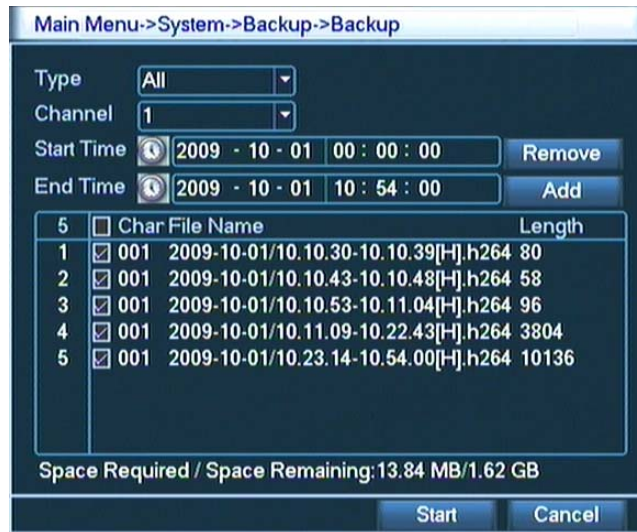 Main Menu->System->Backup->Backup
Type All
Channel 1
Start Time 2009 - 10 - 01 00 : 00 : 00 Remove
End Time 2009 - 10 - 01 10 : 54 : 00 Add
5 Char File Name Length
1 001 2009-10-01/10.10.30-10.10.39[H].h264 80
2 001 2009-10-01/10.10.43-10.10.48[H].h264 58
3 001 2009-10-01/10.10.53-10.11.04[H].h264 96
4 001 2009-10-01/10.11.09-10.22.43[H].h264 3804
5 001 2009-10-01/10.23.14-10.54.00[H].h264 10136
Space Required / Space Remaining:13.84 MB/1.62 GB
Start Cancel